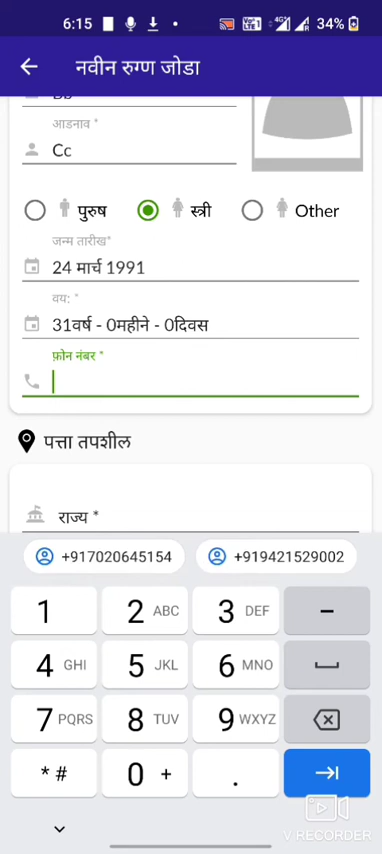 6:15 VoLTE1 4G R 34%
नवीन रुग्ण जोडा
आडनाव *
Cc
पुरुष स्त्री Other
जन्म तारीख*
24 मार्च 1991
वय: *
31वर्ष - 0महीने - 0दिवस
फ़ोन नंबर *
पत्ता तपशील
राज्य *
+917020645154 +919421529002
1 2 ABC 3 DEF -
4 GHI 5 JKL 6 MNO
7 PQRS 8 TUV 9 WXYZ
* # 0 + .
V RECORDER